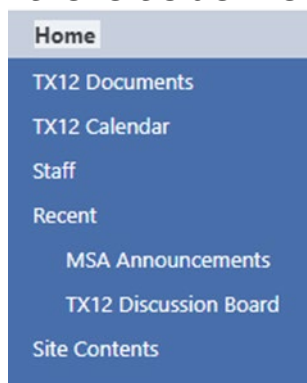 Home
TX12 Documents
TX12 Calendar
Staff
Recent
MSA Announcements
TX12 Discussion Board
Site Contents